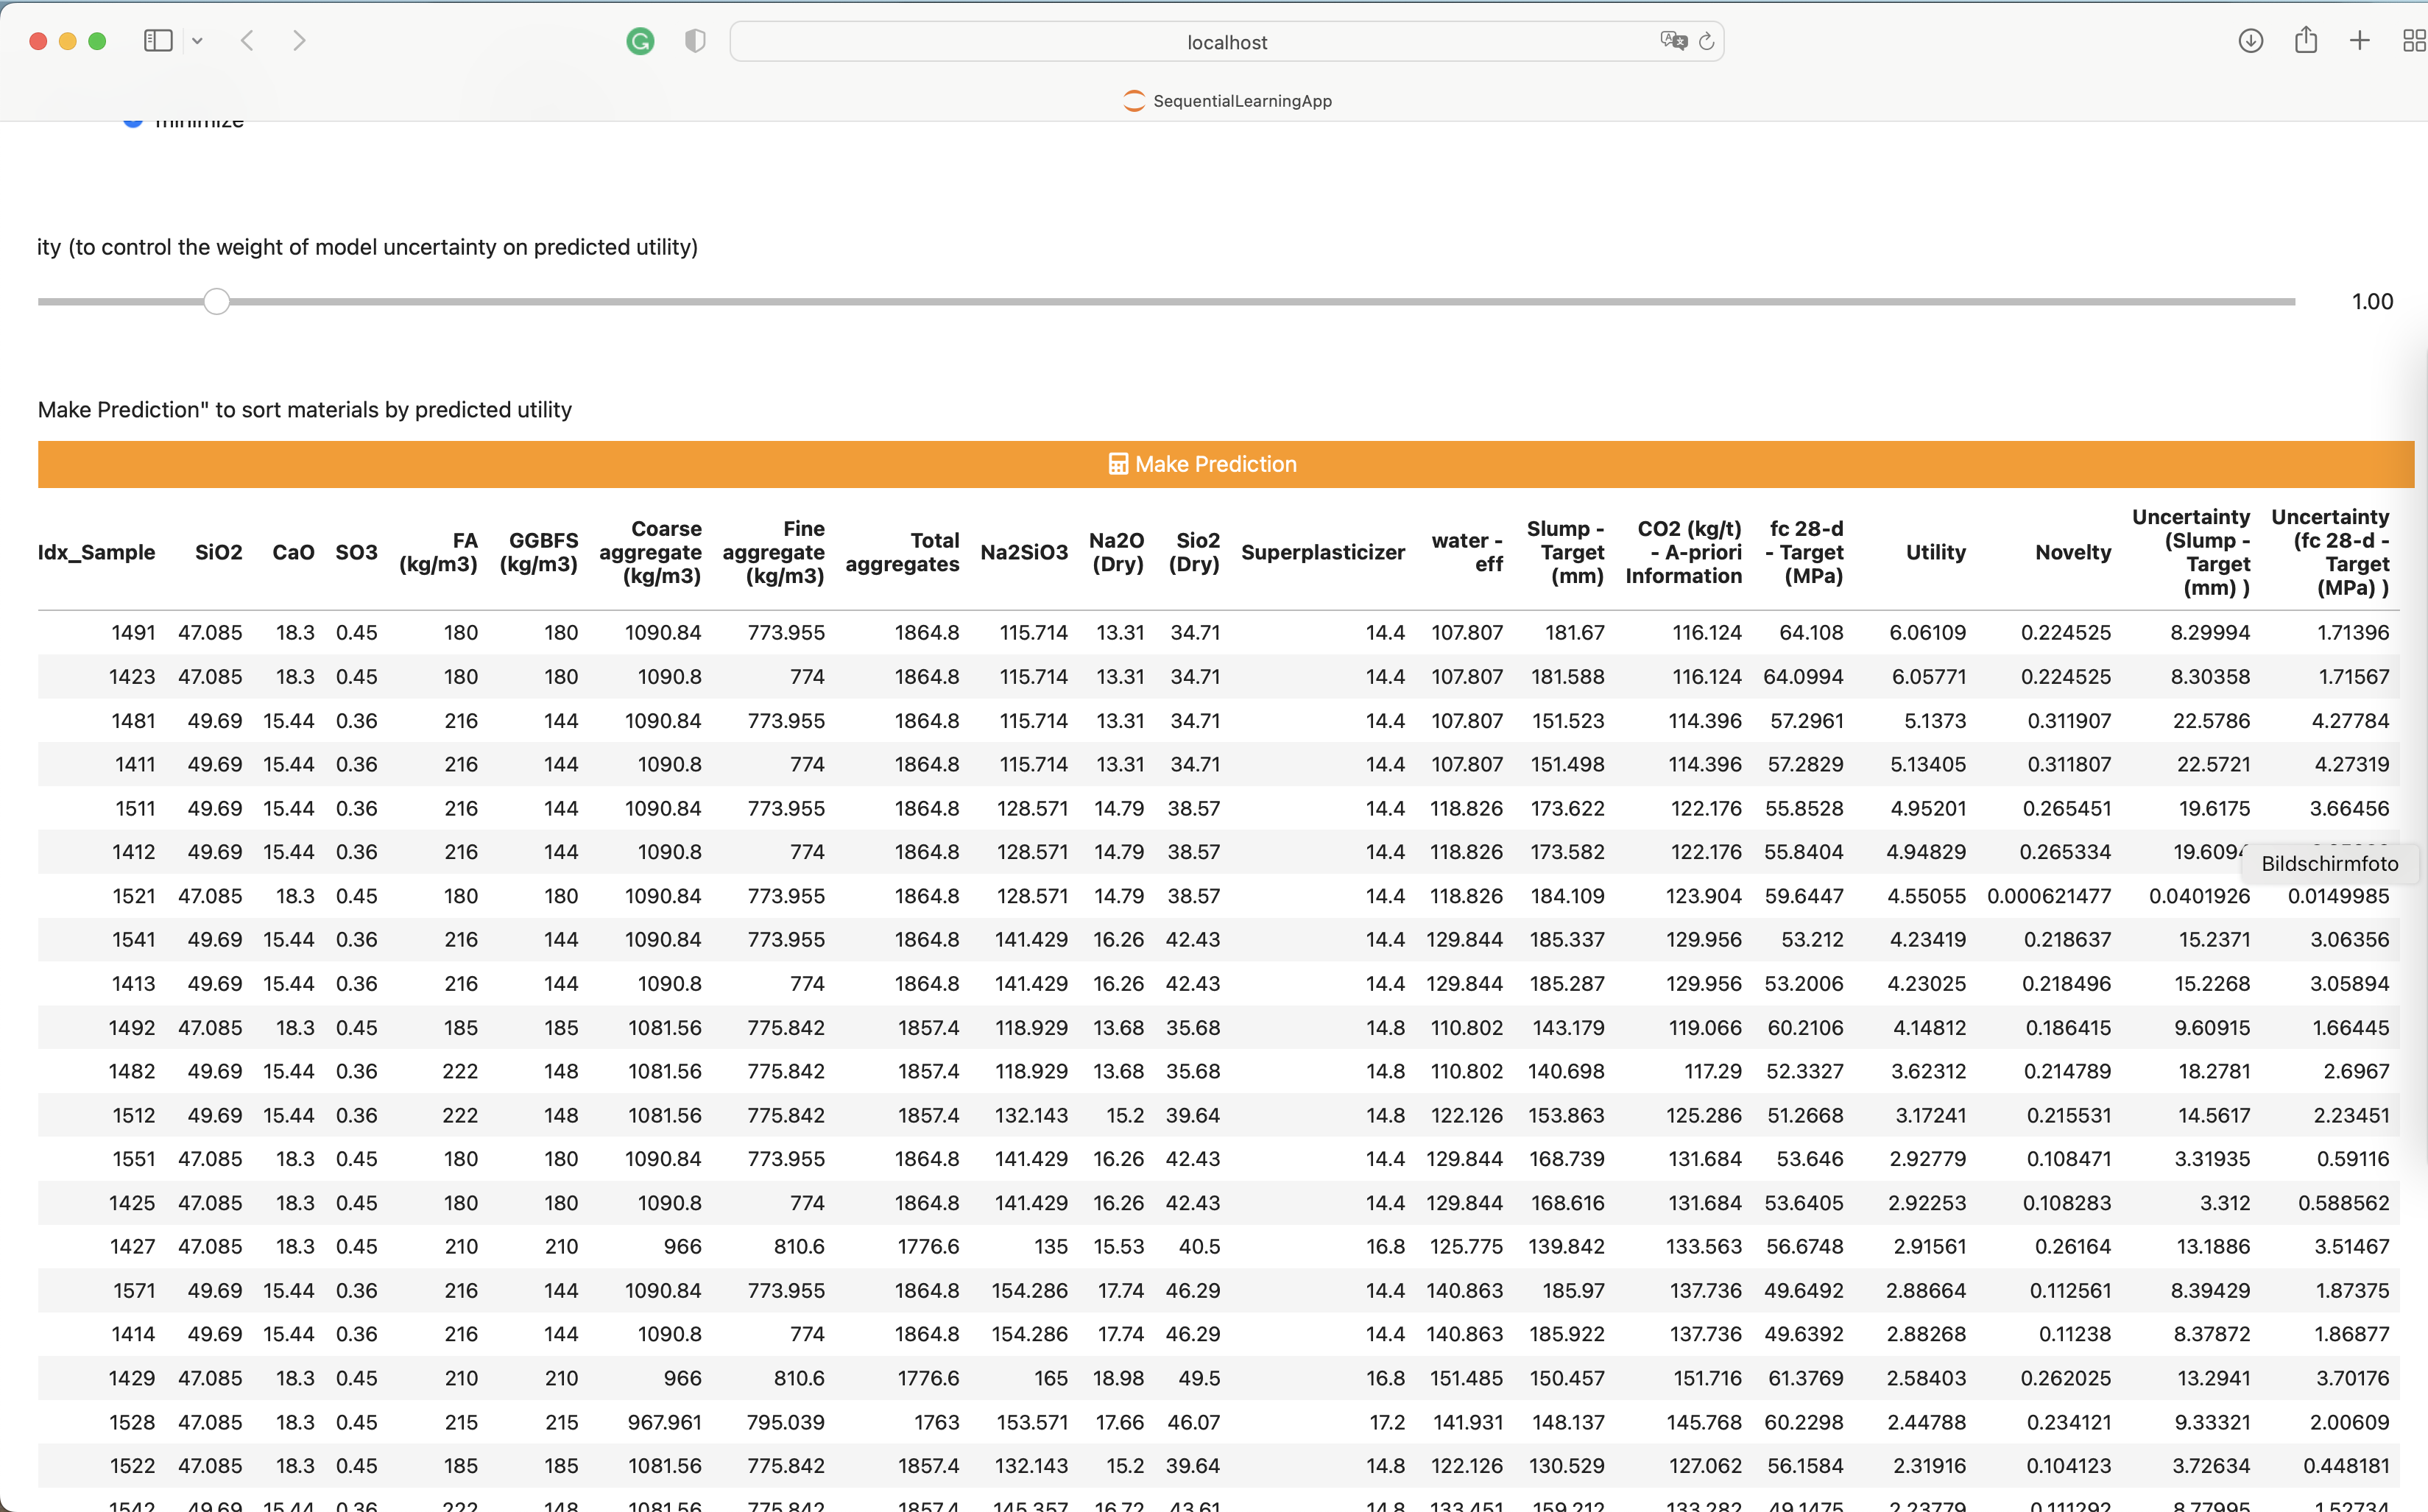 localhost
SequentialLearningApp
minimize
ity (to control the weight of model uncertainty on predicted utility)
1.00
Make Prediction" to sort materials by predicted utility
Make Prediction
Idx_Sample SiO2 CaO SO3 FA (kg/m3) GGBFS (kg/m3) Coarse aggregate (kg/m3) Fine aggregate (kg/m3) Total aggregates Na2SiO3 Na2O (Dry) Sio2 (Dry) Superplasticizer water - eff Slump - Target (mm) CO2 (kg/t) - A-priori Information fc 28-d - Target (MPa) Utility Novelty Uncertainty (Slump - Target (mm) ) Uncertainty (fc 28-d - Target (MPa) )
1491 47.085 18.3 0.45 180 180 1090.84 773.955 1864.8 115.714 13.31 34.71 14.4 107.807 181.67 116.124 64.108 6.06109 0.224525 8.29994 1.71396
1423 47.085 18.3 0.45 180 180 1090.8 774 1864.8 115.714 13.31 34.71 14.4 107.807 181.588 116.124 64.0994 6.05771 0.224525 8.30358 1.71567
1481 49.69 15.44 0.36 216 144 1090.84 773.955 1864.8 115.714 13.31 34.71 14.4 107.807 151.523 114.396 57.2961 5.1373 0.311907 22.5786 4.27784
1411 49.69 15.44 0.36 216 144 1090.8 774 1864.8 115.714 13.31 34.71 14.4 107.807 151.498 114.396 57.2829 5.13405 0.311807 22.5721 4.27319
1511 49.69 15.44 0.36 216 144 1090.84 773.955 1864.8 128.571 14.79 38.57 14.4 118.826 173.622 122.176 55.8528 4.95201 0.265451 19.6175 3.66456
1412 49.69 15.44 0.36 216 144 1090.8 774 1864.8 128.571 14.79 38.57 14.4 118.826 173.582 122.176 55.8404 4.94829 0.265334 19.6094
Bildschirmfoto
1521 47.085 18.3 0.45 180 180 1090.84 773.955 1864.8 128.571 14.79 38.57 14.4 118.826 184.109 123.904 59.6447 4.55055 0.000621477 0.0401926 0.0149985
1541 49.69 15.44 0.36 216 144 1090.84 773.955 1864.8 141.429 16.26 42.43 14.4 129.844 185.337 129.956 53.212 4.23419 0.218637 15.2371 3.06356
1413 49.69 15.44 0.36 216 144 1090.8 774 1864.8 141.429 16.26 42.43 14.4 129.844 185.287 129.956 53.2006 4.23025 0.218496 15.2268 3.05894
1492 47.085 18.3 0.45 185 185 1081.56 775.842 1857.4 118.929 13.68 35.68 14.8 110.802 143.179 119.066 60.2106 4.14812 0.186415 9.60915 1.66445
1482 49.69 15.44 0.36 222 148 1081.56 775.842 1857.4 118.929 13.68 35.68 14.8 110.802 140.698 117.29 52.3327 3.62312 0.214789 18.2781 2.6967
1512 49.69 15.44 0.36 222 148 1081.56 775.842 1857.4 132.143 15.2 39.64 14.8 122.126 153.863 125.286 51.2668 3.17241 0.215531 14.5617 2.23451
1551 47.085 18.3 0.45 180 180 1090.84 773.955 1864.8 141.429 16.26 42.43 14.4 129.844 168.739 131.684 53.646 2.92779 0.108471 3.31935 0.59116
1425 47.085 18.3 0.45 180 180 1090.8 774 1864.8 141.429 16.26 42.43 14.4 129.844 168.616 131.684 53.6405 2.92253 0.108283 3.312 0.588562
1427 47.085 18.3 0.45 210 210 966 810.6 1776.6 135 15.53 40.5 16.8 125.775 139.842 133.563 56.6748 2.91561 0.26164 13.1886 3.51467
1571 49.69 15.44 0.36 216 144 1090.84 773.955 1864.8 154.286 17.74 46.29 14.4 140.863 185.97 137.736 49.6492 2.88664 0.112561 8.39429 1.87375
1414 49.69 15.44 0.36 216 144 1090.8 774 1864.8 154.286 17.74 46.29 14.4 140.863 185.922 137.736 49.6392 2.88268 0.11238 8.37872 1.86877
1429 47.085 18.3 0.45 210 210 966 810.6 1776.6 165 18.98 49.5 16.8 151.485 150.457 151.716 61.3769 2.58403 0.262025 13.2941 3.70176
1528 47.085 18.3 0.45 215 215 967.961 795.039 1763 153.571 17.66 46.07 17.2 141.931 148.137 145.768 60.2298 2.44788 0.234121 9.33321 2.00609
1522 47.085 18.3 0.45 185 185 1081.56 775.842 1857.4 132.143 15.2 39.64 14.8 122.126 130.529 127.062 56.1584 2.31916 0.104123 3.72634 0.448181
1542 49.69 15.44 0.36 222 148 1081.56 775.842 1857.4 145.357 16.72 43.61 14.8 133.451 159.212 133.282 49.1475 2.23779 0.111292 8.77995 1.52734